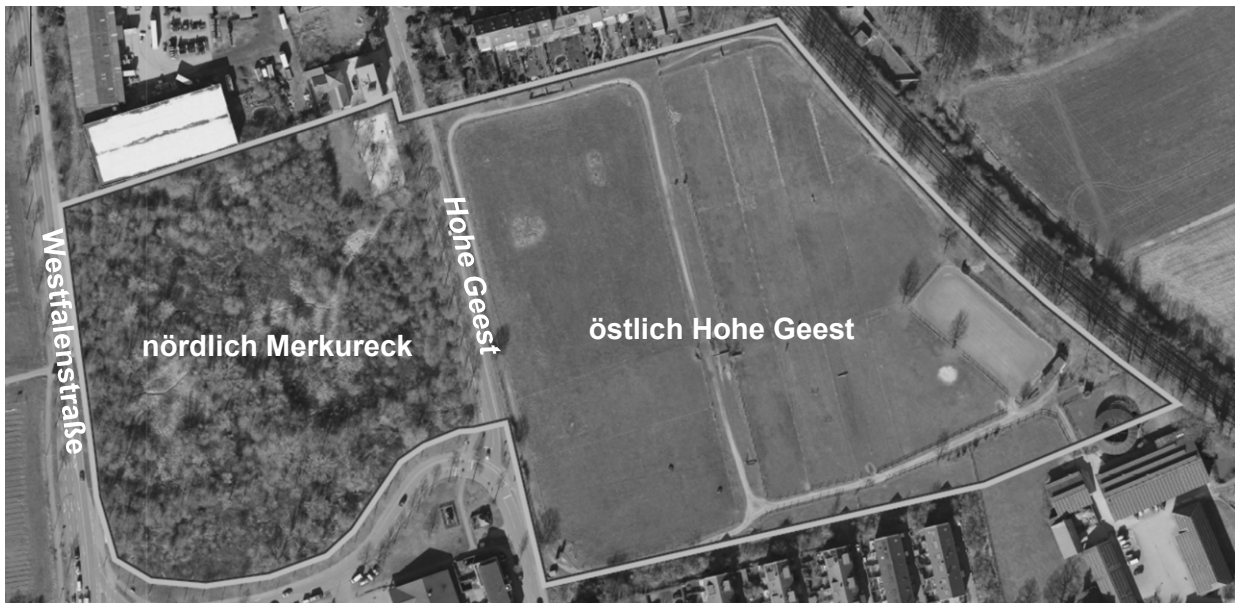 Westfalenstraße
nördlich Merkureck
Hohe Geest
östlich Hohe Geest